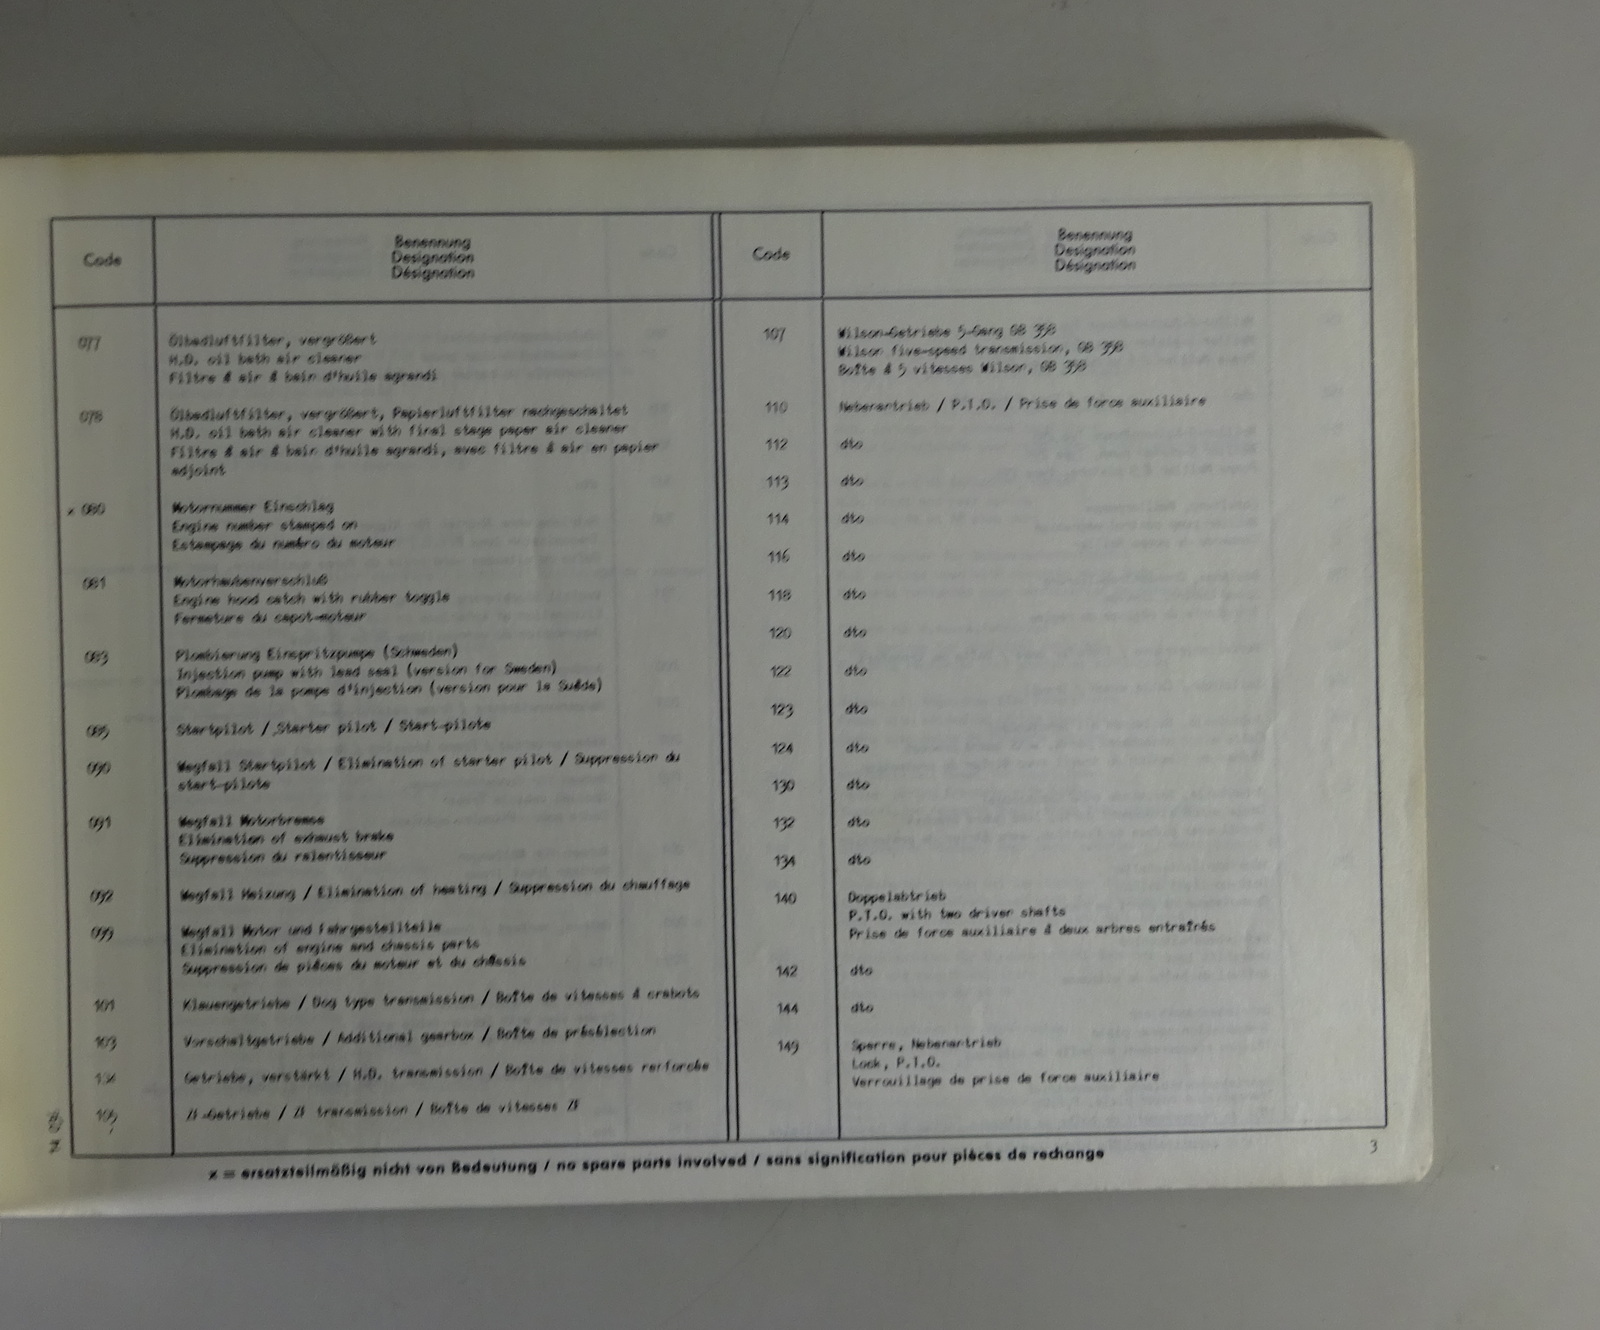 Code
Benennung
Designation
Désignation
077
Ölbadluftfilter, vergrößert
H.D. oil bath air cleaner
Filtre à air à bain d'huile agrandi
078
Ölbadluftfilter, vergrößert, Papierluftfilter nachgeschaltet
H.D. oil bath air cleaner with final stage paper air cleaner
Filtre à air à bain d'huile agrandi, avec filtre à air en papier
adjoint
x 080
Motornummer Einschlag
Engine number stamped on
Estampage du numéro du moteur
081
Motorhaubenverschluß
Engine hood catch with rubber toggle
Fermeture du capot-moteur
083
Plombierung Einspritzpumpe (Schweden)
Injection pump with lead seal (version for Sweden)
Plombage de la pompe d'injection (version pour la Suède)
085
Startpilot / Starter pilot / Start-pilote
090
Wegfall Startpilot / Elimination of starter pilot / Suppression du
start-pilote
091
Wegfall Motorbremse
Elimination of exhaust brake
Suppression du ralentisseur
092
Wegfall Heizung / Elimination of heating / Suppression du chauffage
099
Wegfall Motor und Fahrgestellteile
Elimination of engine and chassis parts
Suppression de pièces du moteur et du châssis
101
Klauengetriebe / Dog type transmission / Boîte de vitesses à crabots
103
Vorschaltgetriebe / Additional gearbox / Boîte de présélection
104
Getriebe, verstärkt / H.D. transmission / Boîte de vitesses renforcée
105
ZF-Getriebe / ZF transmission / Boîte de vitesses ZF
Code
Benennung
Designation
Désignation
107
Wilson-Getriebe 5-Gang GB 398
Wilson five-speed transmission, GB 398
Boîte à 5 vitesses Wilson, GB 398
110
Nebenantrieb / P.T.O. / Prise de force auxiliaire
112
dto
113
dto
114
dto
116
dto
118
dto
120
dto
122
dto
123
dto
124
dto
130
dto
132
dto
134
dto
140
Doppelabtrieb
P.T.O. with two driver shafts
Prise de force auxiliaire à deux arbres entraînés
142
dto
144
dto
149
Sperre, Nebenantrieb
Lock, P.T.O.
Verrouillage de prise de force auxiliaire
x = ersatzteilmäßig nicht von Bedeutung / no spare parts involved / sans signification pour pièces de rechange
3